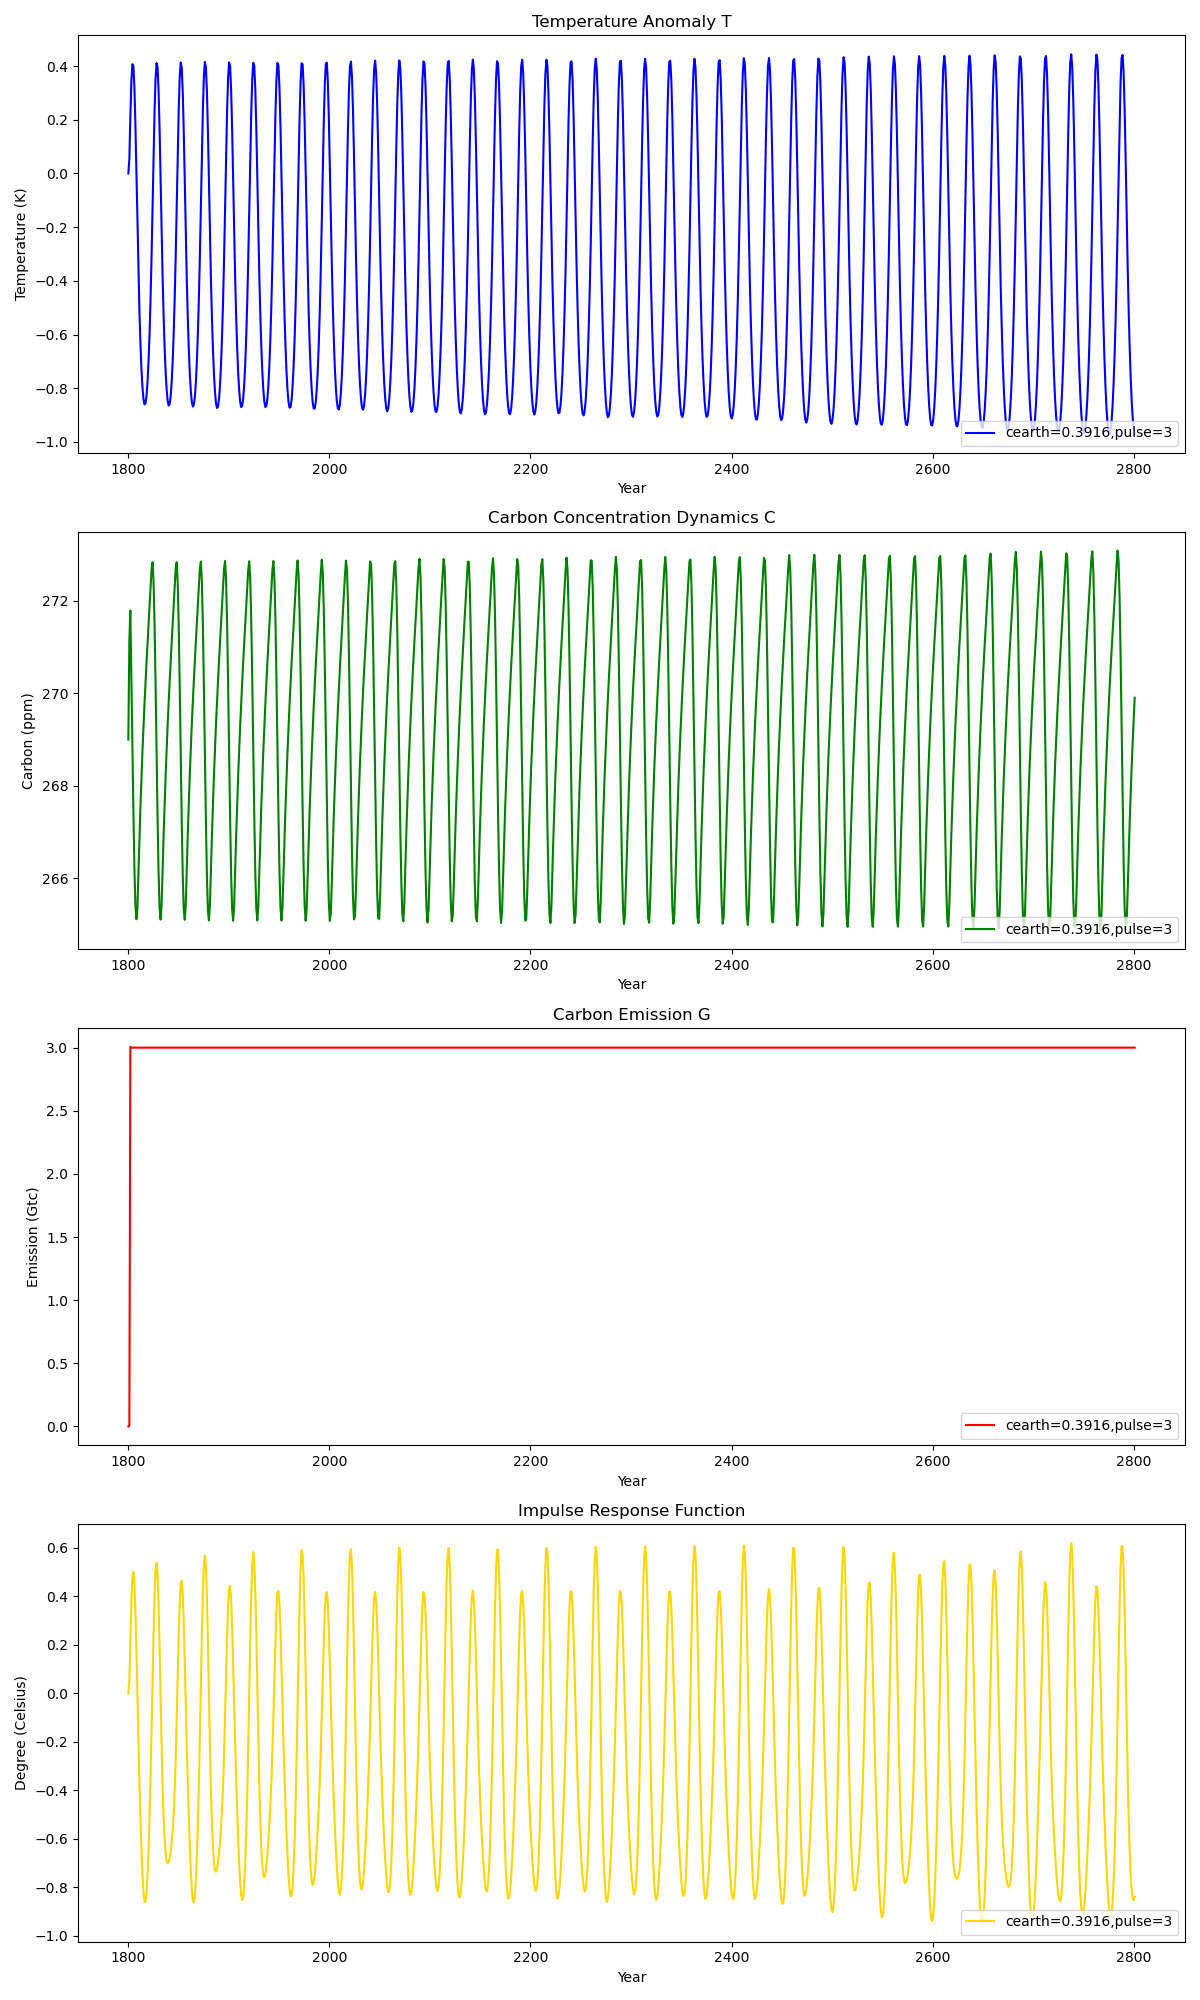 Temperature Anomaly T
0.4
0.2
0.0
−0.2
−0.4
−0.6
−0.8
−1.0
Temperature (K)
cearth=0.3916,pulse=3
1800 2000 2200 2400 2600 2800
Year
Carbon Concentration Dynamics C
272
270
268
266
Carbon (ppm)
cearth=0.3916,pulse=3
1800 2000 2200 2400 2600 2800
Year
Carbon Emission G
3.0
2.5
2.0
1.5
1.0
0.5
0.0
Emission (Gtc)
cearth=0.3916,pulse=3
1800 2000 2200 2400 2600 2800
Year
Impulse Response Function
0.6
0.4
0.2
0.0
−0.2
−0.4
−0.6
−0.8
−1.0
Degree (Celsius)
cearth=0.3916,pulse=3
1800 2000 2200 2400 2600 2800
Year